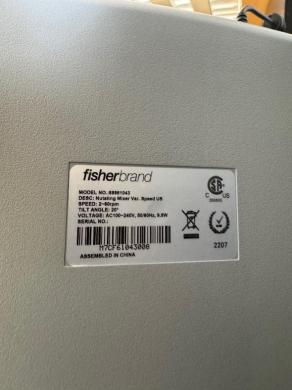 fisherbrand
MODEL NO. 88861043
DESC: Nutating Mixer Var. Speed US
SPEED: 2~60rpm
TILT ANGLE: 20°
VOLTAGE: AC100~240V, 50/60Hz, 9.5W
SERIAL NO.:
M7CF61043008
ASSEMBLED IN CHINA
C US
2207